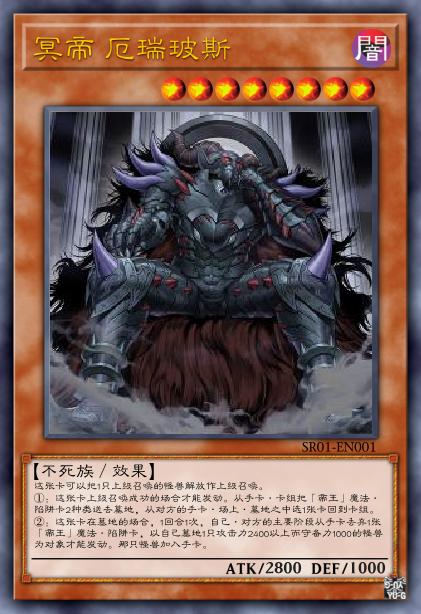 冥帝 厄瑞玻斯
闇
SR01-EN001
【不死族／效果】
这张卡可以把1只上级召唤的怪兽解放作上级召唤。
①：这张卡上级召唤成功的场合才能发动。从手卡·卡组把「帝王」魔法·
陷阱卡2种类送去墓地，从对方的手卡·场上·墓地之中选1张卡回到卡组。
②：这张卡在墓地的场合，1回合1次，自己·对方的主要阶段从手卡丢弃1张
「帝王」魔法·陷阱卡，以自己墓地1只攻击力2400以上而守备力1000的怪兽
为对象才能发动。那只怪兽加入手卡。
ATK/2800 DEF/1000